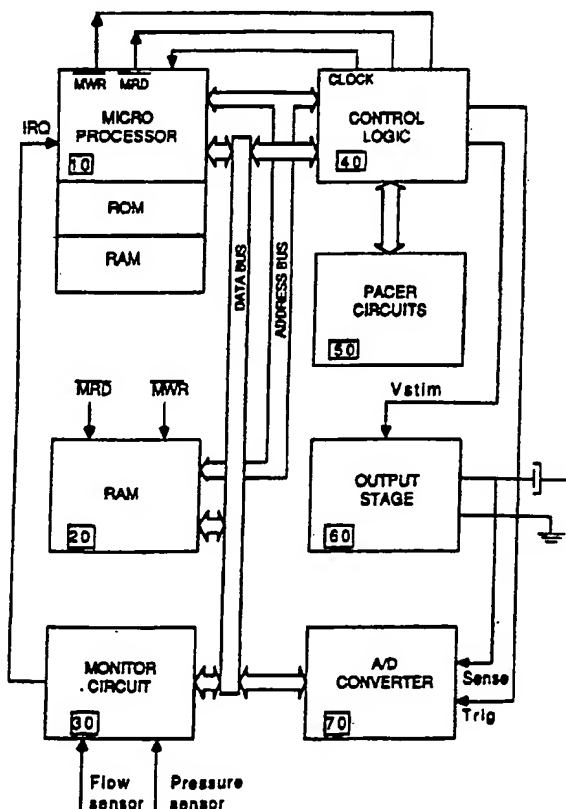 MWR MRD
MICRO
PROCESSOR
10
ROM
RAM
IRQ
CLOCK
CONTROL
LOGIC
40
DATA BUS
ADDRESS BUS
PACER
CIRCUITS
50
MRD MWR
RAM
20
Vstim
OUTPUT
STAGE
60
MONITOR
CIRCUIT
30
A/D
CONVERTER
70
Sense
Trig
Flow
sensor
Pressure
sensor